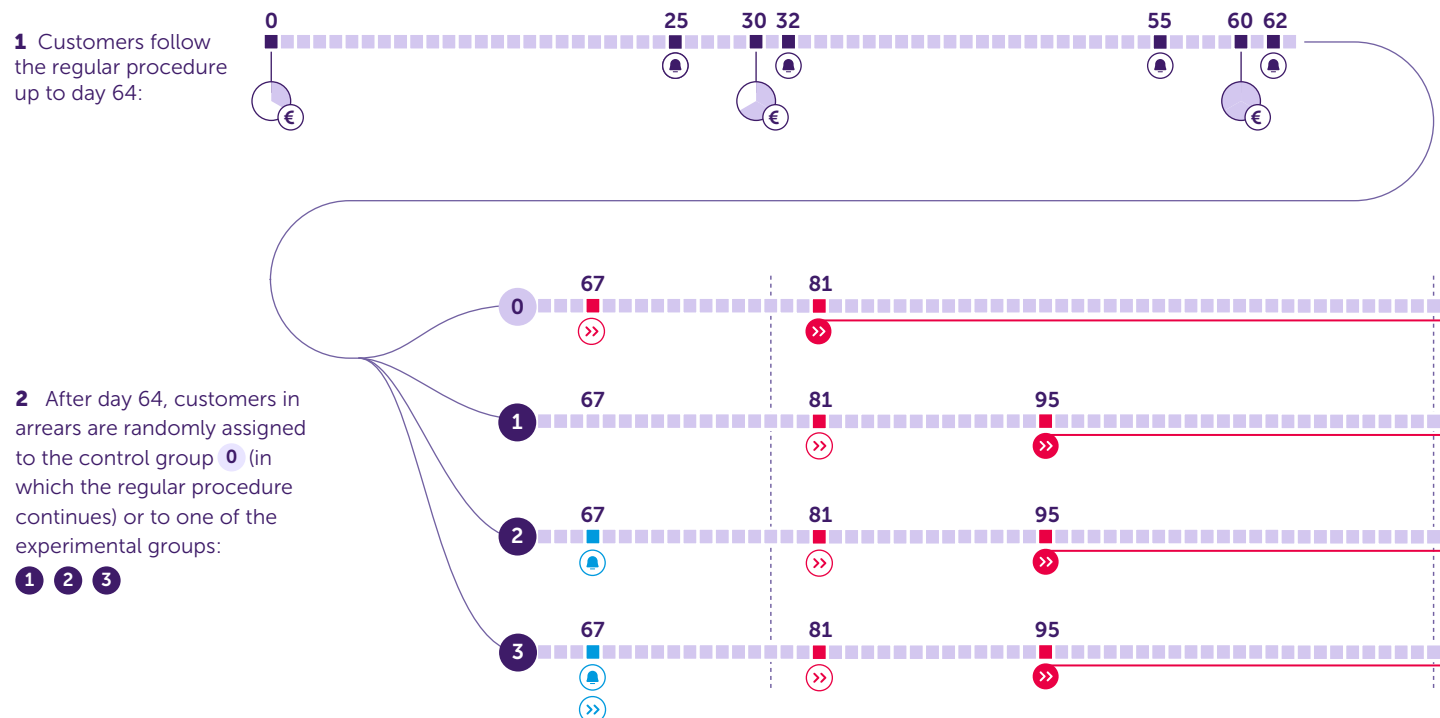 0 25 30 32 55 60 62
1 Customers follow
the regular procedure
up to day 64:
€ € €
67 81
0
2 After day 64, customers in
arrears are randomly assigned
to the control group 0 (in
which the regular procedure
continues) or to one of the
experimental groups:
1 2 3
67 81 95
1
67 81 95
2
67 81 95
3